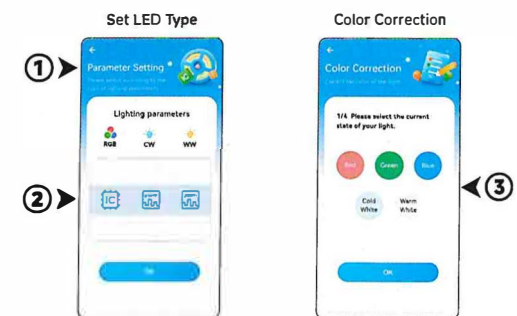 Set LED Type
Color Correction
1
Parameter Setting
Lighting parameters
RGB
CW
WW
2
IC
Color Correction
1/4 Please select the current
state of your light.
Red
Green
Blue
Cold
White
Warm
White
OK
3